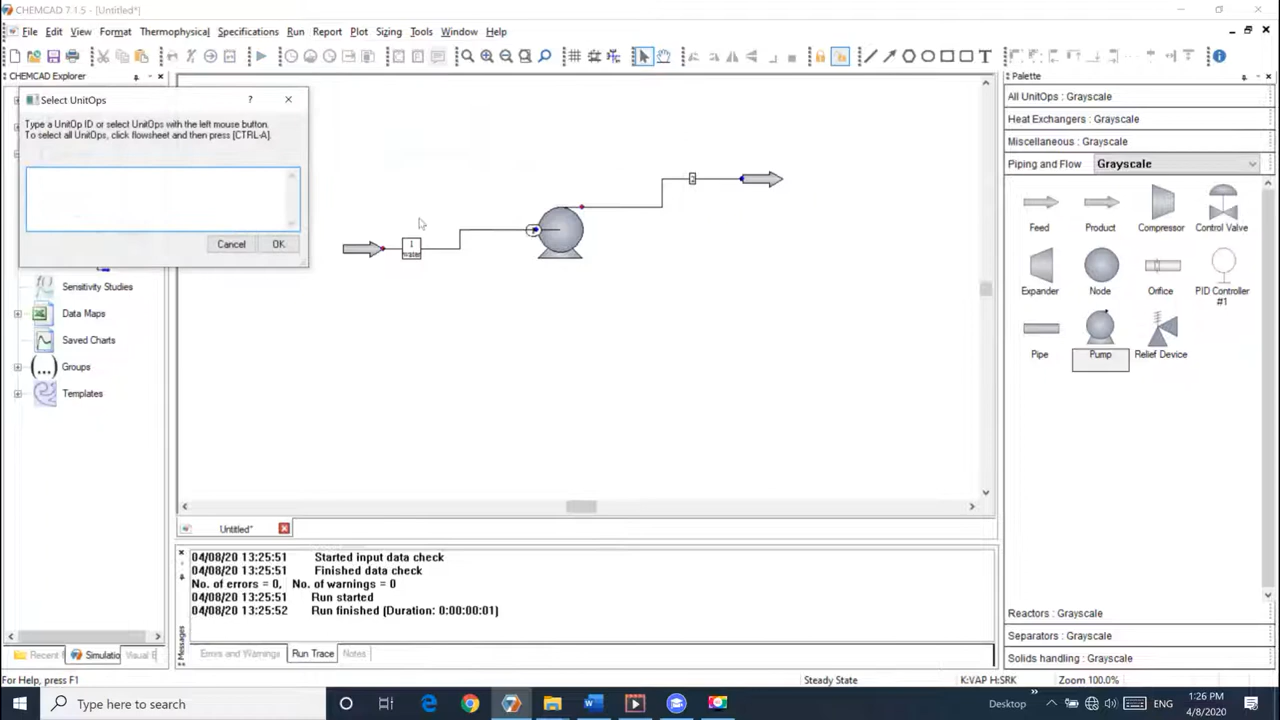 CHEMCAD 7.1.5 - [Untitled*]
File Edit View Format Thermophysical Specifications Run Report Plot Sizing Tools Window Help
CHEMCAD Explorer
Palette
Select UnitOps
?
Type a UnitOp ID or select UnitOps with the left mouse button.
To select all UnitOps, click flowsheet and then press [CTRL-A].
Cancel OK
Sensitivity Studies
Data Maps
Saved Charts
Groups
Templates
1
water
2
All UnitOps : Grayscale
Heat Exchangers : Grayscale
Miscellaneous : Grayscale
Piping and Flow Grayscale
Feed Product Compressor Control Valve
Expander Node Orifice PID Controller
#1
Pipe Pump Relief Device
Reactors : Grayscale
Separators : Grayscale
Solids handling : Grayscale
Untitled*
04/08/20 13:25:51 Started input data check
04/08/20 13:25:51 Finished data check
No. of errors = 0, No. of warnings = 0
04/08/20 13:25:51 Run started
04/08/20 13:25:52 Run finished (Duration: 0:00:00:01)
Messages
Errors and Warnings Run Trace Notes
Recent Simulatio Visual
For Help, press F1
Steady State
K:VAP H:SRK
Zoom 100.0%
Type here to search
Desktop
ENG
1:26 PM
4/8/2020